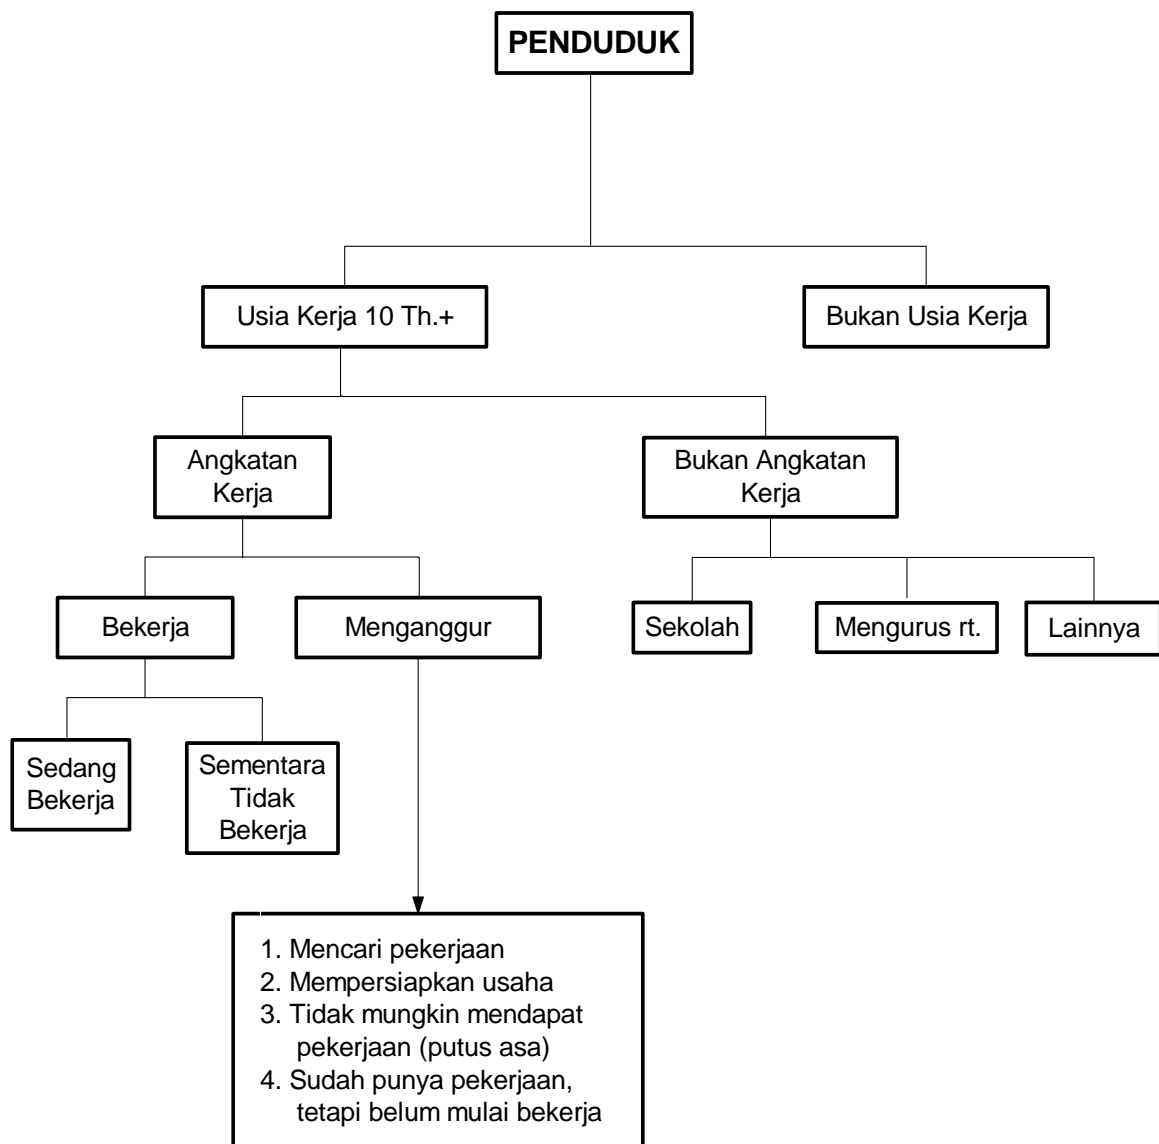 PENDUDUK
Usia Kerja 10 Th.+
Bukan Usia Kerja
Angkatan
Kerja
Bukan Angkatan
Kerja
Bekerja
Menganggur
Sekolah
Mengurus rt.
Lainnya
Sedang
Bekerja
Sementara
Tidak
Bekerja
1. Mencari pekerjaan
2. Mempersiapkan usaha
3. Tidak mungkin mendapat
pekerjaan (putus asa)
4. Sudah punya pekerjaan,
tetapi belum mulai bekerja